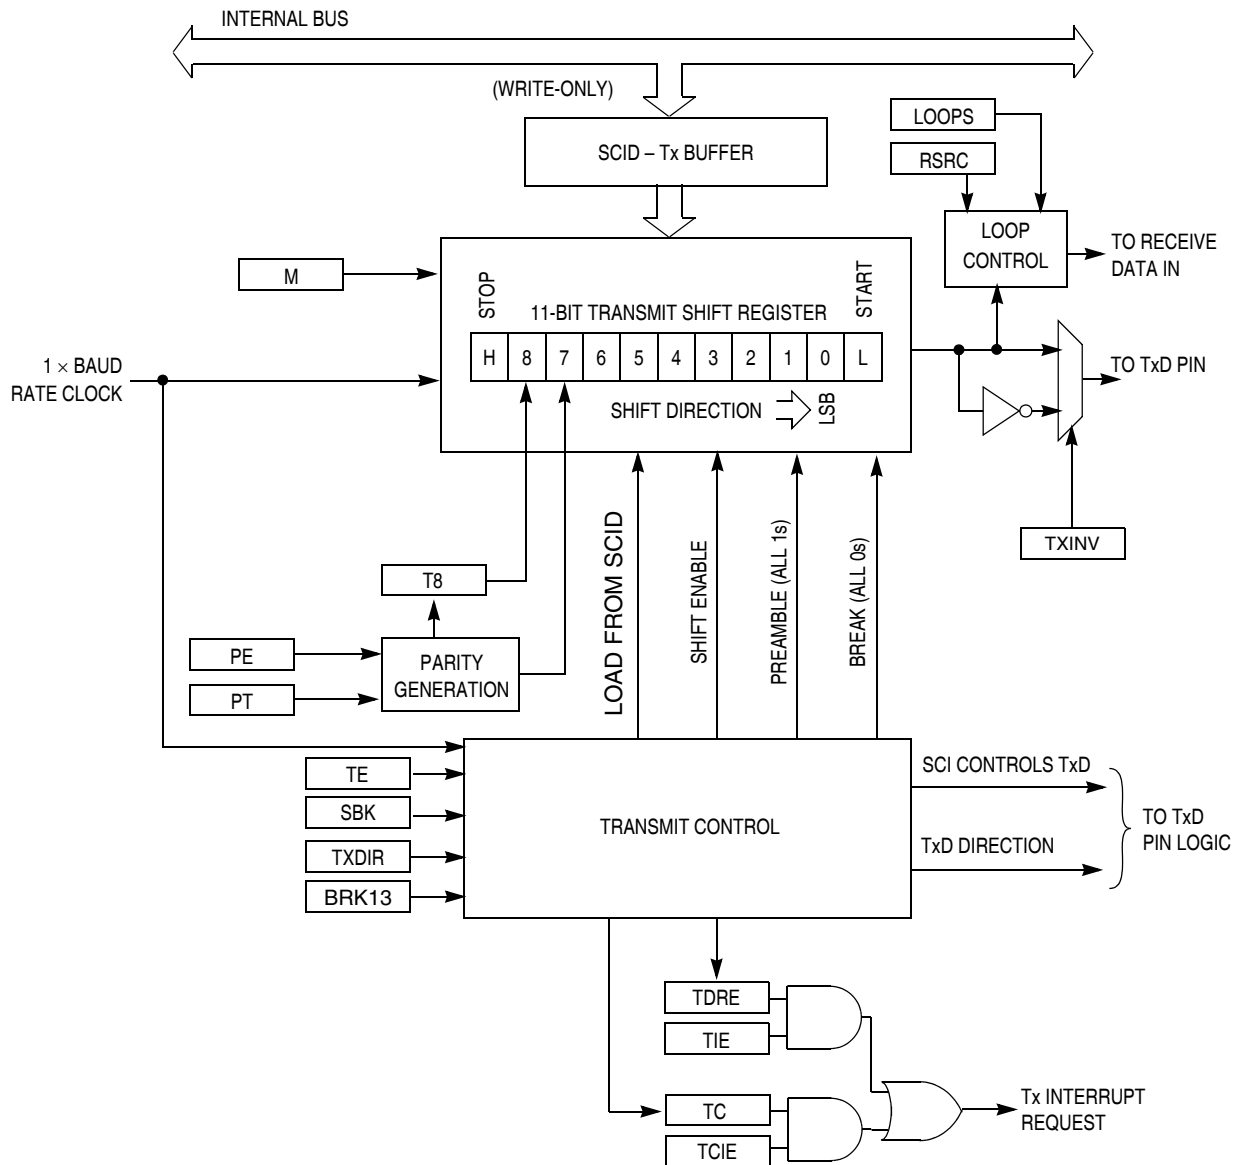 INTERNAL BUS
(WRITE-ONLY)
SCID – Tx BUFFER
LOOPS
RSRC
LOOP
CONTROL
TO RECEIVE
DATA IN
M
STOP
START
11-BIT TRANSMIT SHIFT REGISTER
H 8 7 6 5 4 3 2 1 0 L
SHIFT DIRECTION
LSB
1 × BAUD
RATE CLOCK
TO TxD PIN
TXINV
T8
PE
PT
PARITY
GENERATION
LOAD FROM SCID
SHIFT ENABLE
PREAMBLE (ALL 1s)
BREAK (ALL 0s)
TE
SBK
TXDIR
BRK13
TRANSMIT CONTROL
SCI CONTROLS TxD
TxD DIRECTION
TO TxD
PIN LOGIC
TDRE
TIE
TC
TCIE
Tx INTERRUPT
REQUEST